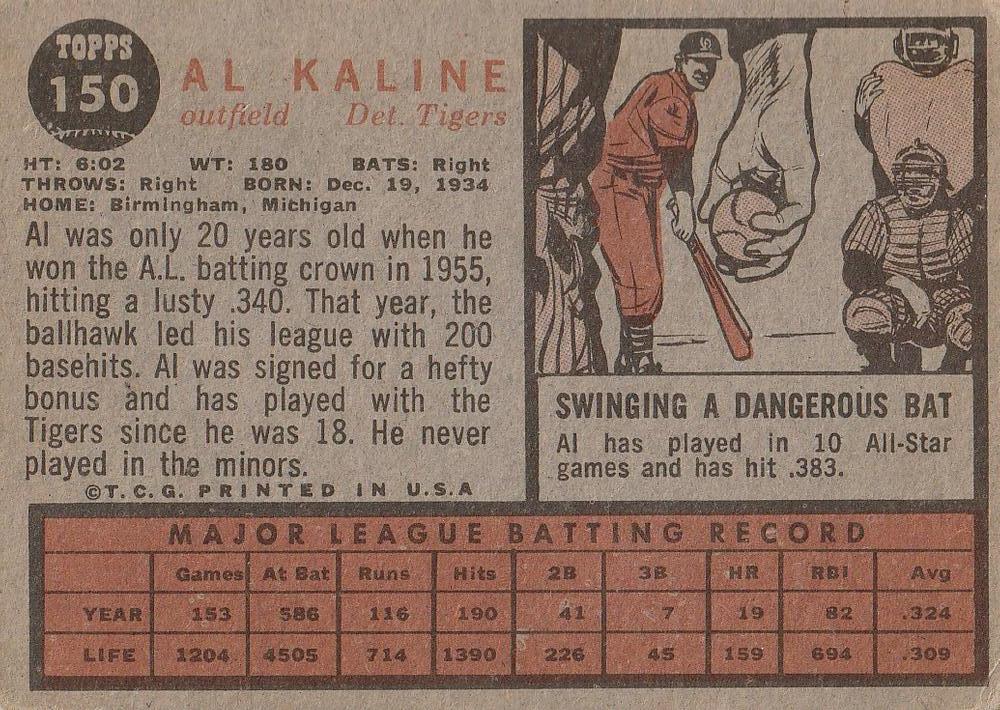 TOPPS
150
AL KALINE
outfield Det. Tigers
HT: 6:02 WT: 180 BATS: Right
THROWS: Right BORN: Dec. 19, 1934
HOME: Birmingham, Michigan
Al was only 20 years old when he
won the A.L. batting crown in 1955,
hitting a lusty .340. That year, the
ballhawk led his league with 200
basehits. Al was signed for a hefty
bonus and has played with the
Tigers since he was 18. He never
played in the minors.
©T.C.G. PRINTED IN U.S.A
SWINGING A DANGEROUS BAT
Al has played in 10 All-Star
games and has hit .383.
MAJOR LEAGUE BATTING RECORD
Games At Bat Runs Hits 2B 3B HR RBI Avg
YEAR 153 586 116 190 41 7 19 82 .324
LIFE 1204 4505 714 1390 226 45 159 694 .309